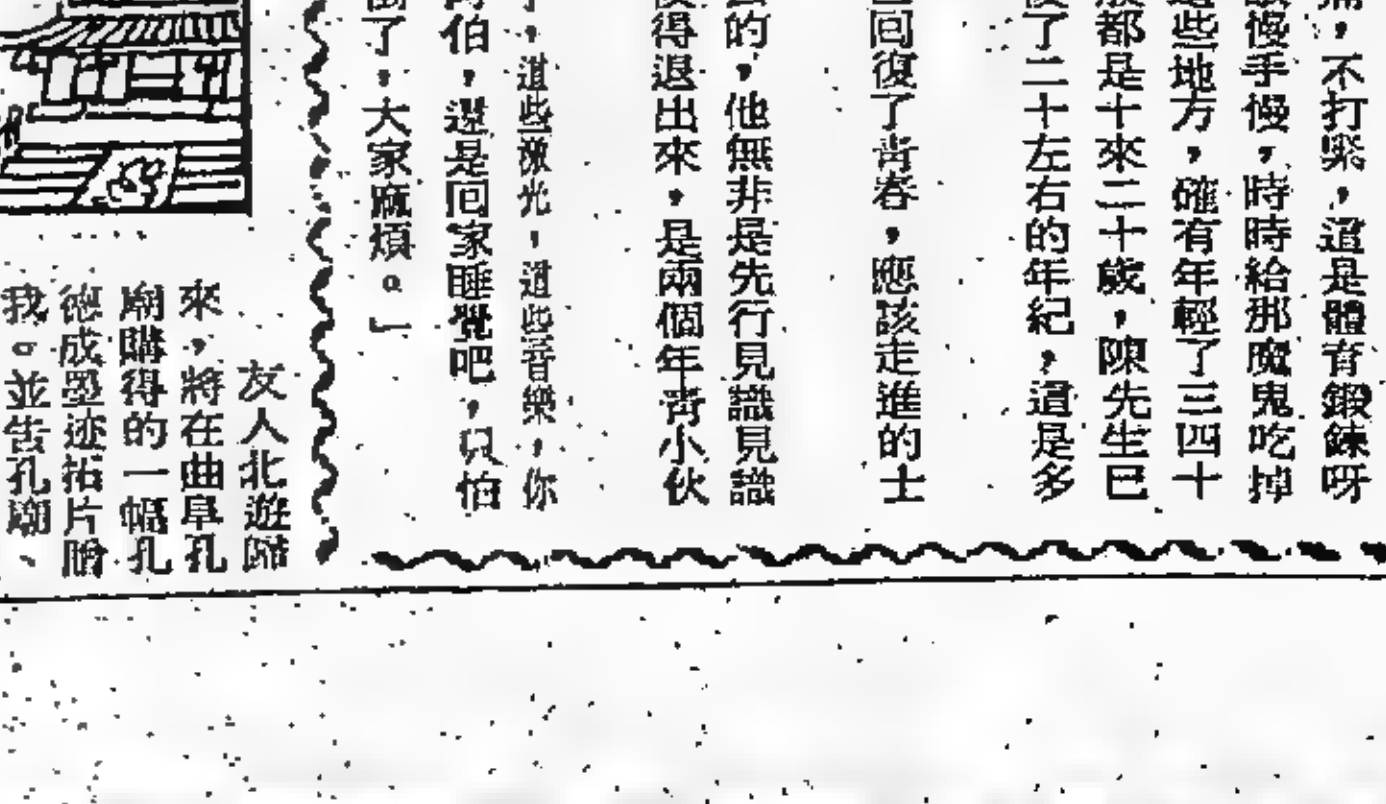 痛，不打緊，這是體育鍛鍊呀
慢手慢，時時給那魔鬼吃掉
這些地方，確有年輕了三四十
般都是十來二十歲，陳先生已
了二十左右的年紀，這是多
回復了青春，應該走進的士
的，他無非是先行見識見識
得退出來，是兩個年青小伙
，這些激光，這些音樂，你
伯，還是回家睡覺吧，只怕
了，大家麻煩。」
友人北遊歸
來，將在曲阜孔
廟購得的一幅孔
德成墨迹拓片贈
我。並告孔廟、